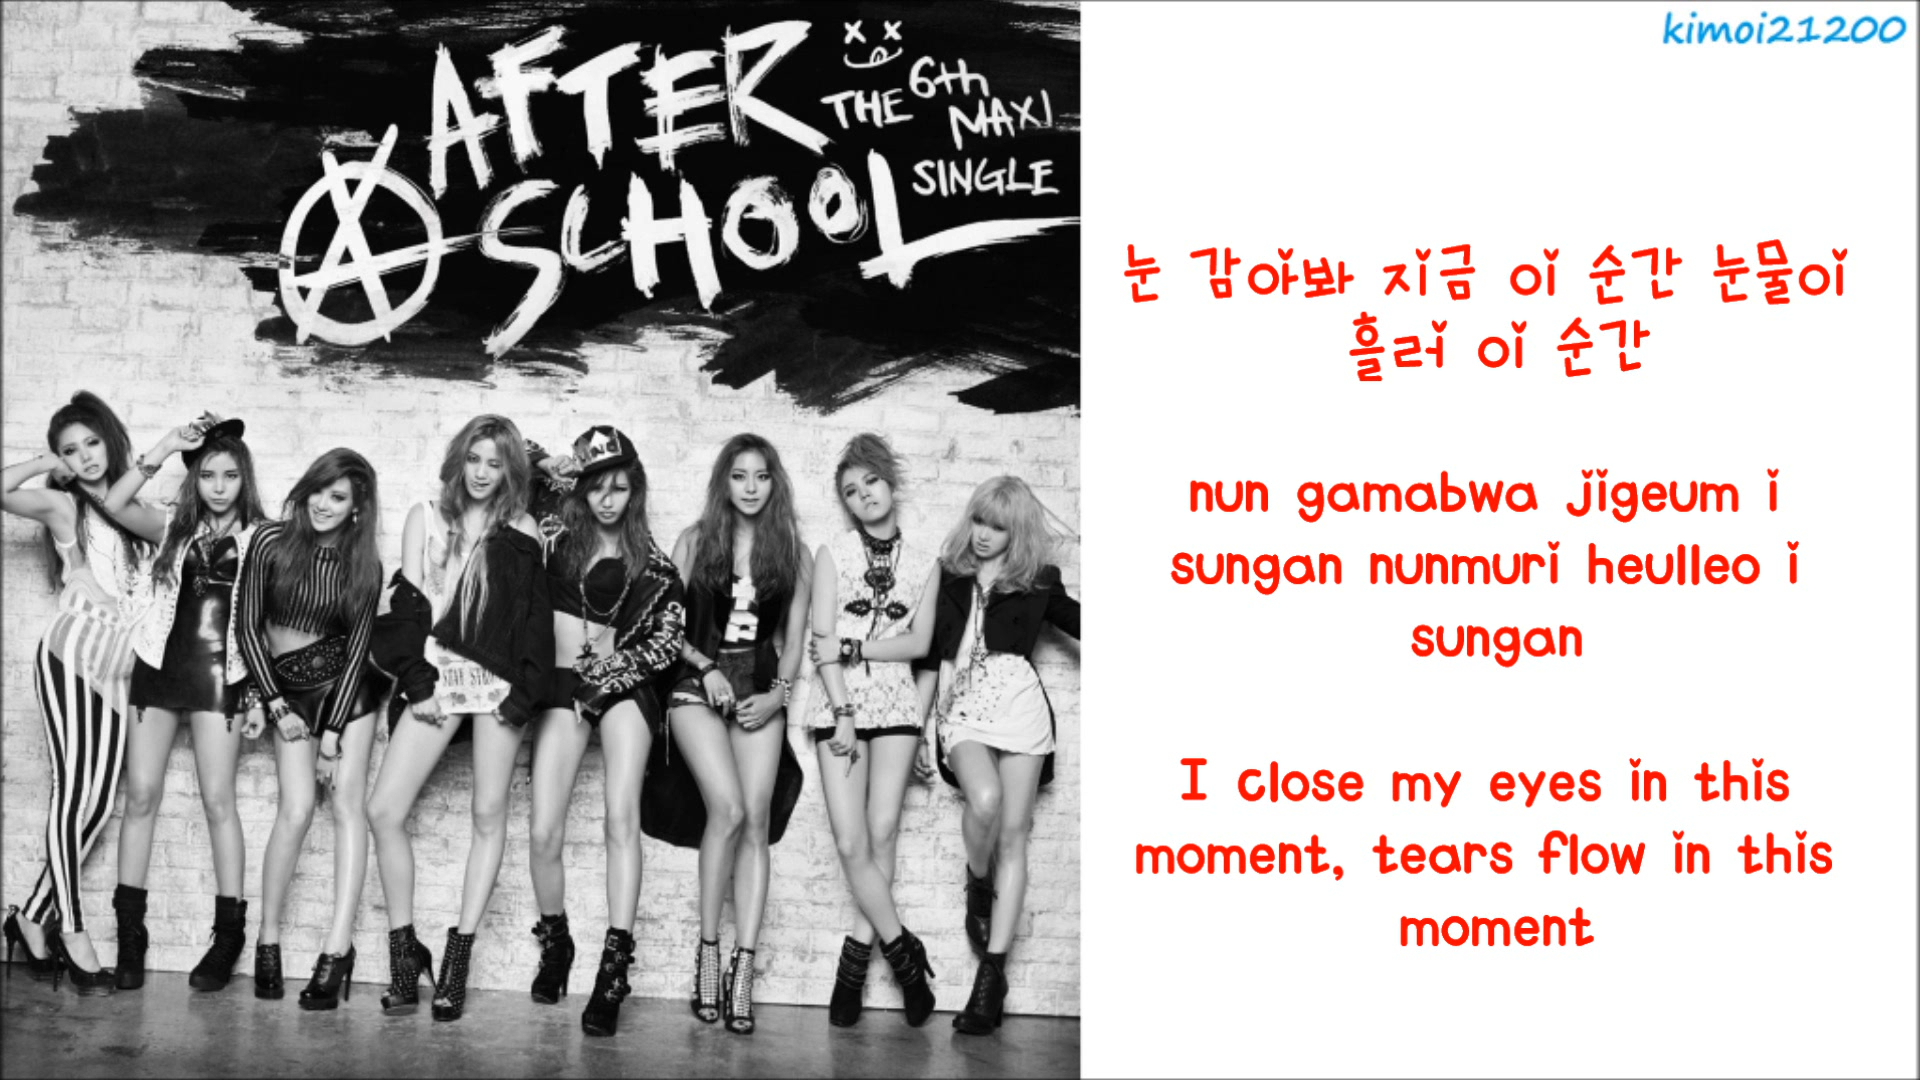 kimoi21200
AFTER
SCHOOL
THE 6th
MAXI
SINGLE
눈 감아봐 지금 이 순간 눈물이
흘러 이 순간
nun gamabwa jigeum i
sungan nunmuri heulleo i
sungan
I close my eyes in this
moment, tears flow in this
moment